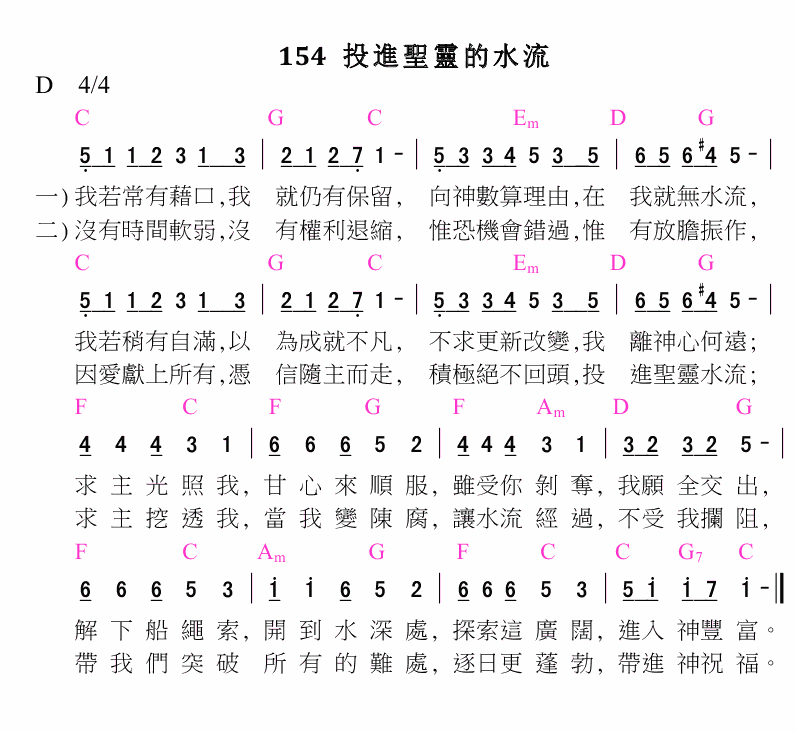 154 投進聖靈的水流
D 4/4
C G C Em D G
5 1 1 2 3 1 3 | 2 1 2 7 1 - | 5 3 3 4 5 3 5 | 6 5 6 #4 5 - |
一)我若常有藉口,我 就仍有保留, 向神數算理由,在 我就無水流,
二)沒有時間軟弱,沒 有權利退縮, 惟恐機會錯過,惟 有放膽振作,
C G C Em D G
5 1 1 2 3 1 3 | 2 1 2 7 1 - | 5 3 3 4 5 3 5 | 6 5 6 #4 5 - |
我若稍有自滿,以 為成就不凡, 不求更新改變,我 離神心何遠;
因愛獻上所有,憑 信隨主而走, 積極絕不回頭,投 進聖靈水流;
F C F G F Am D G
4 4 4 3 1 | 6 6 6 5 2 | 4 4 4 3 1 | 3 2 3 2 5 - |
求主光照我, 甘心來順服, 雖受你剝奪, 我願全交出,
求主挖透我, 當我變陳腐, 讓水流經過, 不受我攔阻,
F C Am G F C C G7 C
6 6 6 5 3 | i i 6 5 2 | 6 6 6 5 3 | 5 i i 7 i - ‖
解下船繩索, 開到水深處, 探索這廣闊, 進入神豐富。
帶我們突破 所有的難處, 逐日更蓬勃, 帶進神祝福。